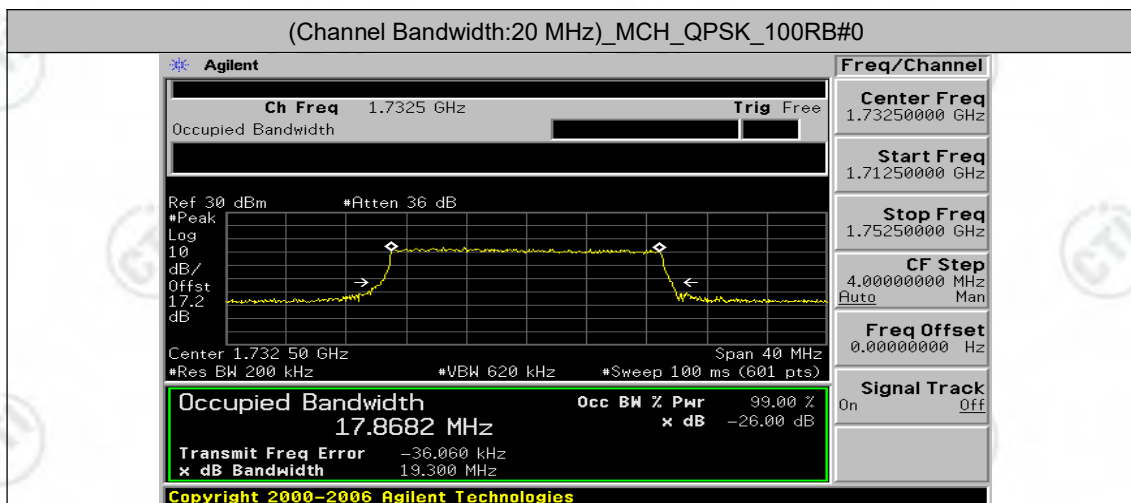 (Channel Bandwidth:20 MHz)_MCH_QPSK_100RB#0
Agilent
Freq/Channel
Ch Freq 1.7325 GHz Trig Free
Occupied Bandwidth
Center Freq
1.73250000 GHz
Start Freq
1.71250000 GHz
Stop Freq
1.75250000 GHz
CF Step
4.00000000 MHz
Auto Man
Freq Offset
0.00000000 Hz
Signal Track
On Off
Ref 30 dBm #Atten 36 dB
#Peak
Log
10
dB/
Offst
17.2
dB
Center 1.732 50 GHz Span 40 MHz
#Res BW 200 kHz #VBW 620 kHz #Sweep 100 ms (601 pts)
Occupied Bandwidth Occ BW % Pwr 99.00 %
17.8682 MHz x dB -26.00 dB
Transmit Freq Error -36.060 kHz
x dB Bandwidth 19.300 MHz
Copyright 2000-2006 Agilent Technologies